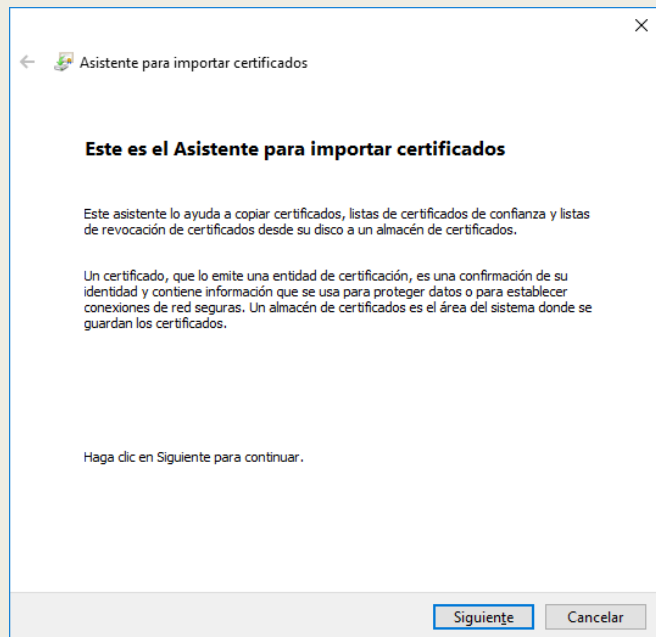 Asistente para importar certificados
Este es el Asistente para importar certificados
Este asistente lo ayuda a copiar certificados, listas de certificados de confianza y listas
de revocación de certificados desde su disco a un almacén de certificados.
Un certificado, que lo emite una entidad de certificación, es una confirmación de su
identidad y contiene información que se usa para proteger datos o para establecer
conexiones de red seguras. Un almacén de certificados es el área del sistema donde se
guardan los certificados.
Haga clic en Siguiente para continuar.
Siguiente
Cancelar